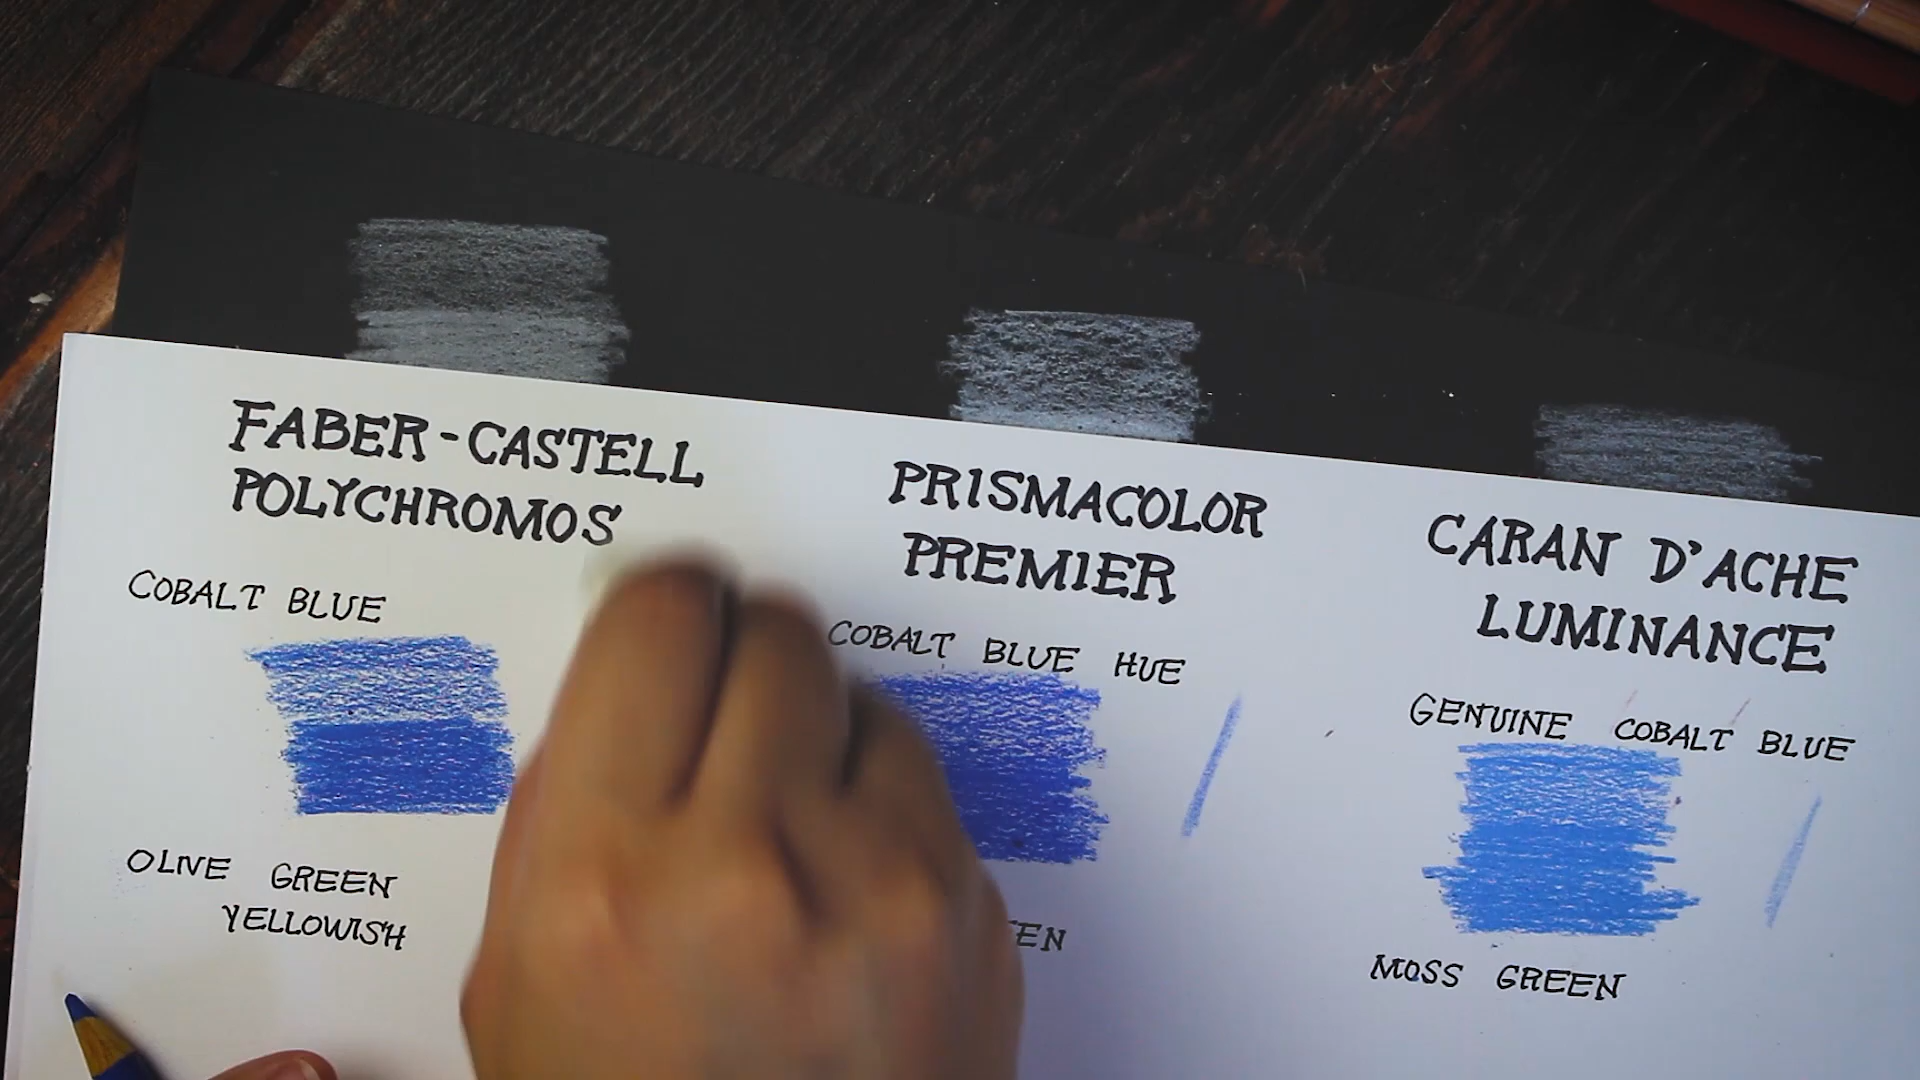 FABER-CASTELL
POLYCHROMOS
COBALT BLUE
OLIVE GREEN
YELLOWISH
PRISMACOLOR
PREMIER
COBALT BLUE HUE
CARAN D'ACHE
LUMINANCE
GENUINE COBALT BLUE
MOSS GREEN